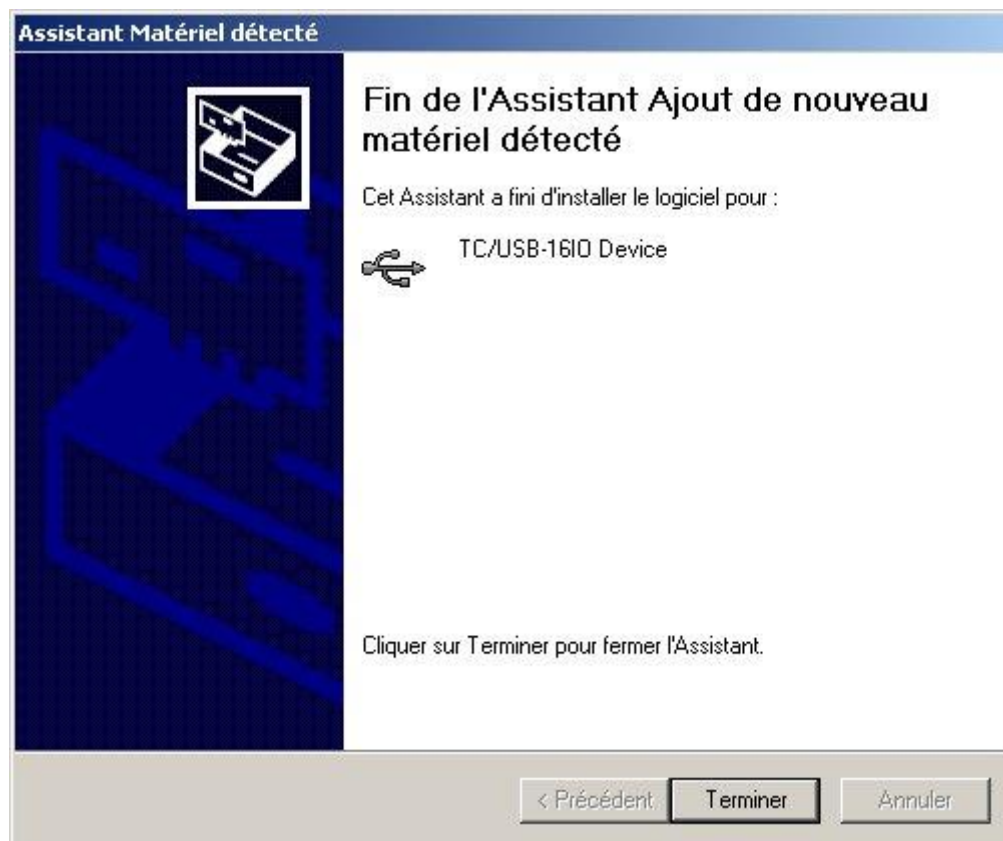 Assistant Matériel détecté
Fin de l'Assistant Ajout de nouveau
matériel détecté
Cet Assistant a fini d'installer le logiciel pour :
TC/USB-16IO Device
Cliquer sur Terminer pour fermer l'Assistant.
< Précédent Terminer Annuler